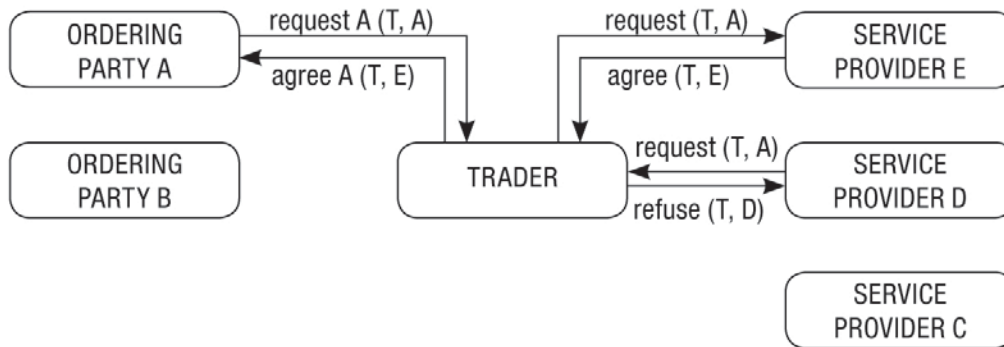 ORDERING
PARTY A
request A (T, A)
agree A (T, E)
request (T, A)
agree (T, E)
SERVICE
PROVIDER E
ORDERING
PARTY B
TRADER
request (T, A)
refuse (T, D)
SERVICE
PROVIDER D
SERVICE
PROVIDER C